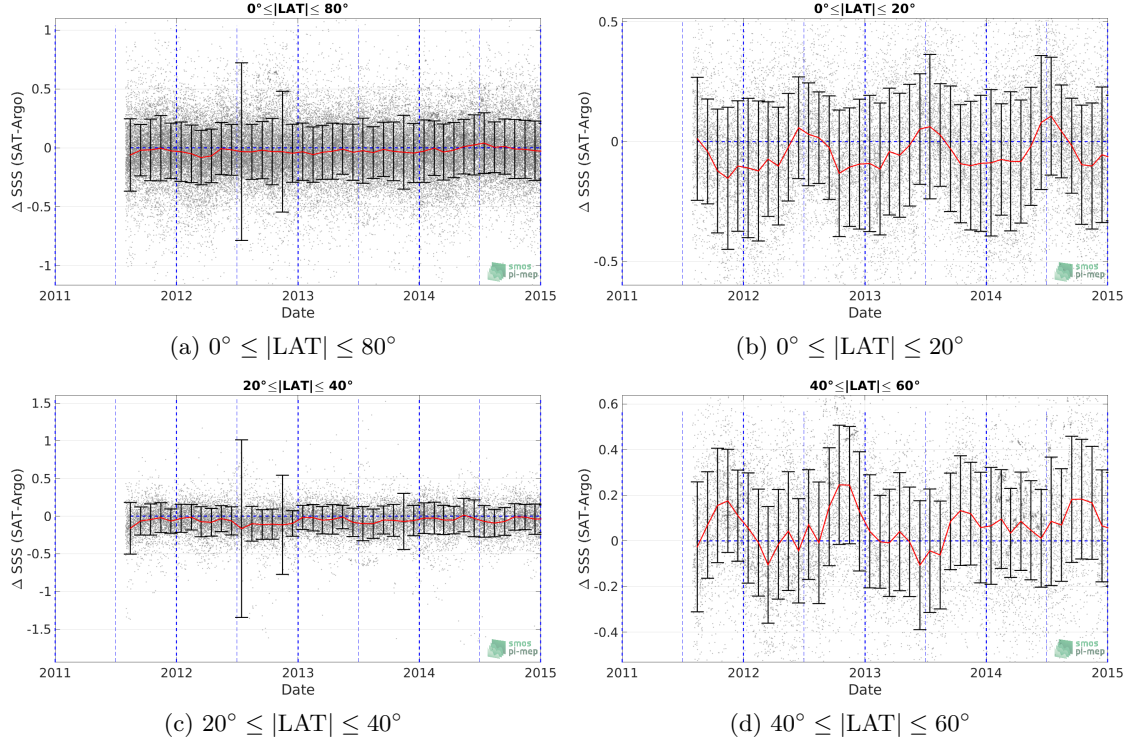 0°≤|LAT|≤ 80°
Δ SSS (SAT-Argo)
1
0.5
0
-0.5
-1
2011 2012 2013 2014 2015
Date
smos
pi-mep
(a) 0° ≤ |LAT| ≤ 80°
0°≤|LAT|≤ 20°
Δ SSS (SAT-Argo)
0.5
0
-0.5
2011 2012 2013 2014 2015
Date
smos
pi-mep
(b) 0° ≤ |LAT| ≤ 20°
20°≤|LAT|≤ 40°
Δ SSS (SAT-Argo)
1.5
1
0.5
0
-0.5
-1
-1.5
2011 2012 2013 2014 2015
Date
smos
pi-mep
(c) 20° ≤ |LAT| ≤ 40°
40°≤|LAT|≤ 60°
Δ SSS (SAT-Argo)
0.6
0.4
0.2
0
-0.2
-0.4
2011 2012 2013 2014 2015
Date
smos
pi-mep
(d) 40° ≤ |LAT| ≤ 60°